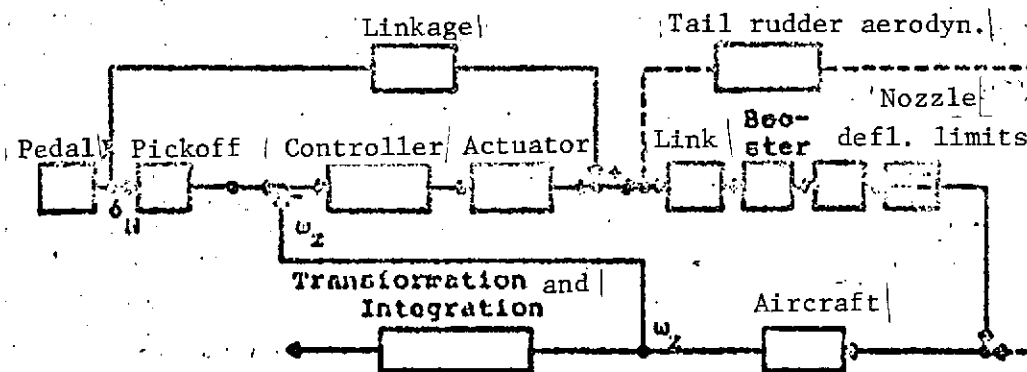 Linkage
Tail rudder aerodyn.
Nozzle
defl. limits
Pedal
Pickoff
Controller
Actuator
Link
Boo-
ster
ω
Transformation and
Integration
ω
Aircraft